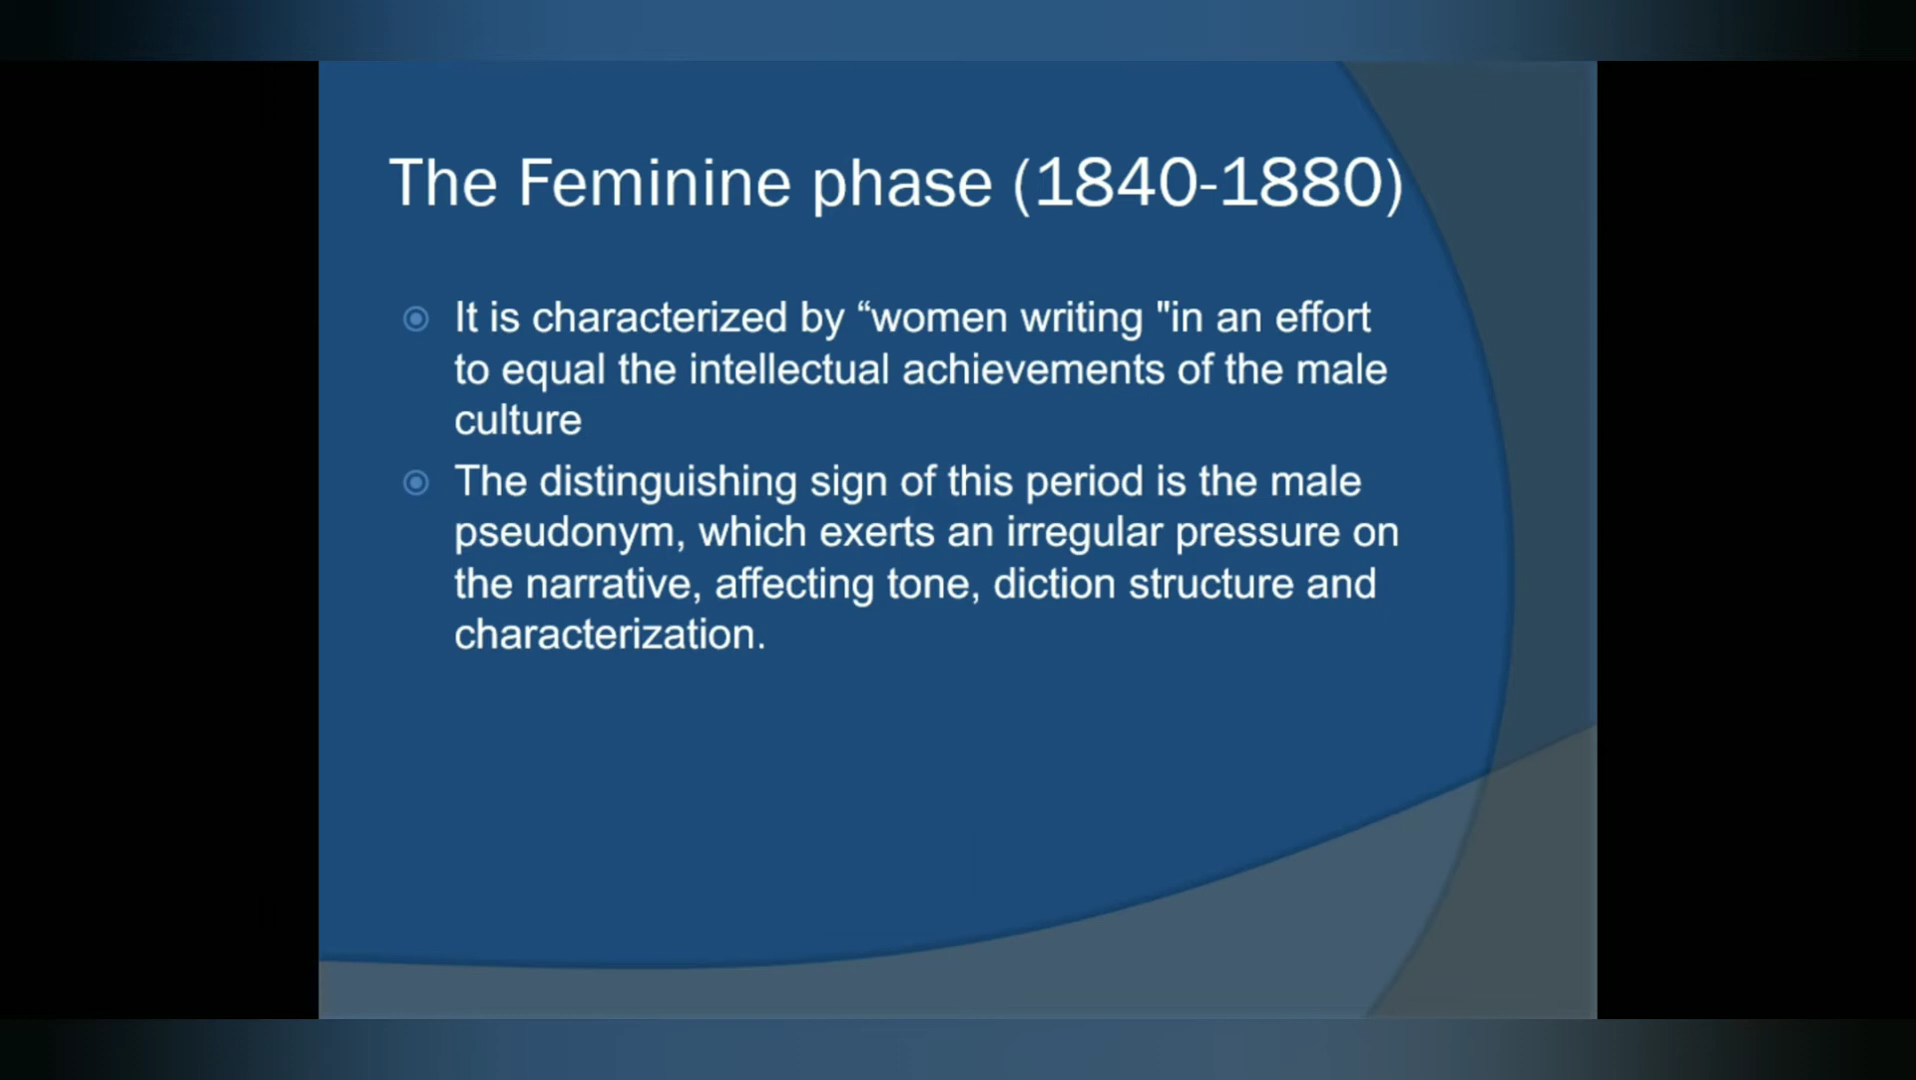 The Feminine phase (1840-1880)
It is characterized by “women writing "in an effort
to equal the intellectual achievements of the male
culture
The distinguishing sign of this period is the male
pseudonym, which exerts an irregular pressure on
the narrative, affecting tone, diction structure and
characterization.